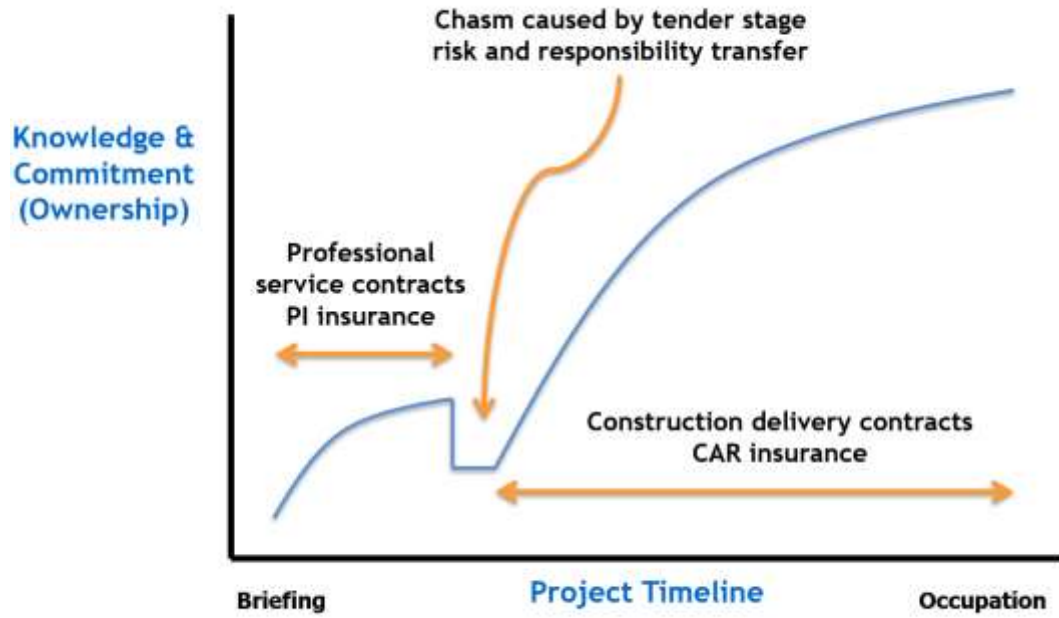 Chasm caused by tender stage
risk and responsibility transfer
Knowledge &
Commitment
(Ownership)
Professional
service contracts
PI insurance
Construction delivery contracts
CAR insurance
Briefing
Project Timeline
Occupation